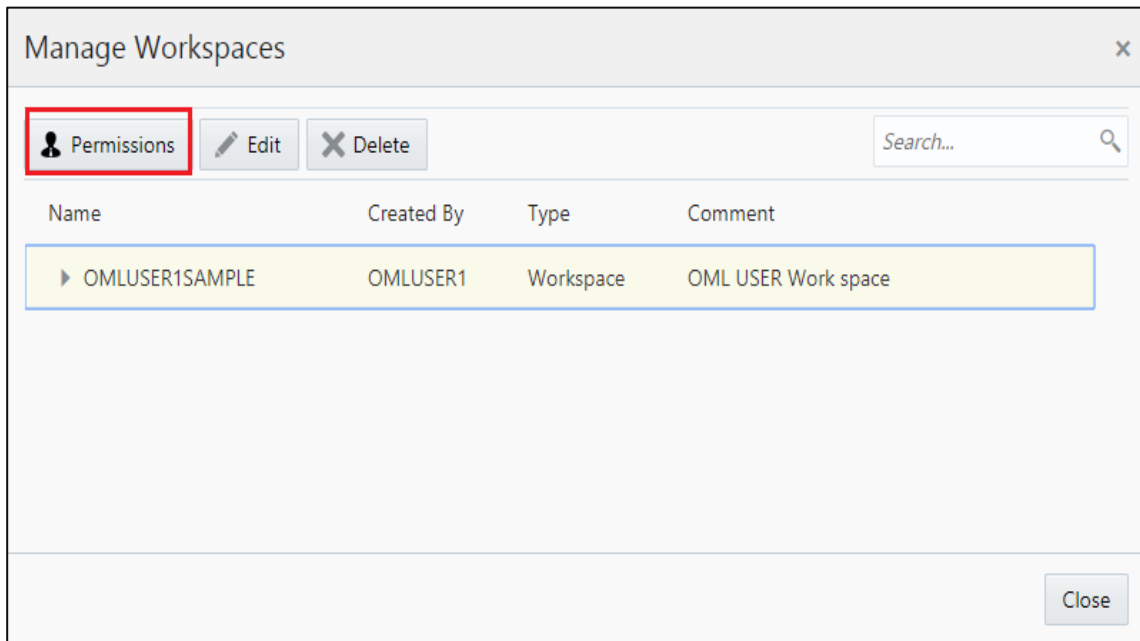 Manage Workspaces
Permissions Edit Delete Search...
Name Created By Type Comment
OMLUSER1SAMPLE OMLUSER1 Workspace OML USER Work space
Close